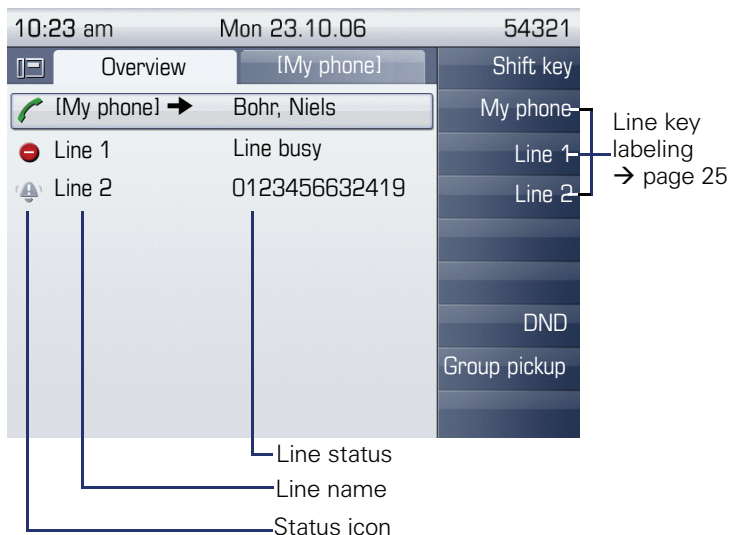 10:23 am Mon 23.10.06 54321
Overview [My phone] Shift key
[My phone] → Bohr, Niels My phone
Line 1 Line busy Line 1
Line 2 0123456632419 Line 2
DND
Group pickup
Line key
labeling
→ page 25
Line status
Line name
Status icon